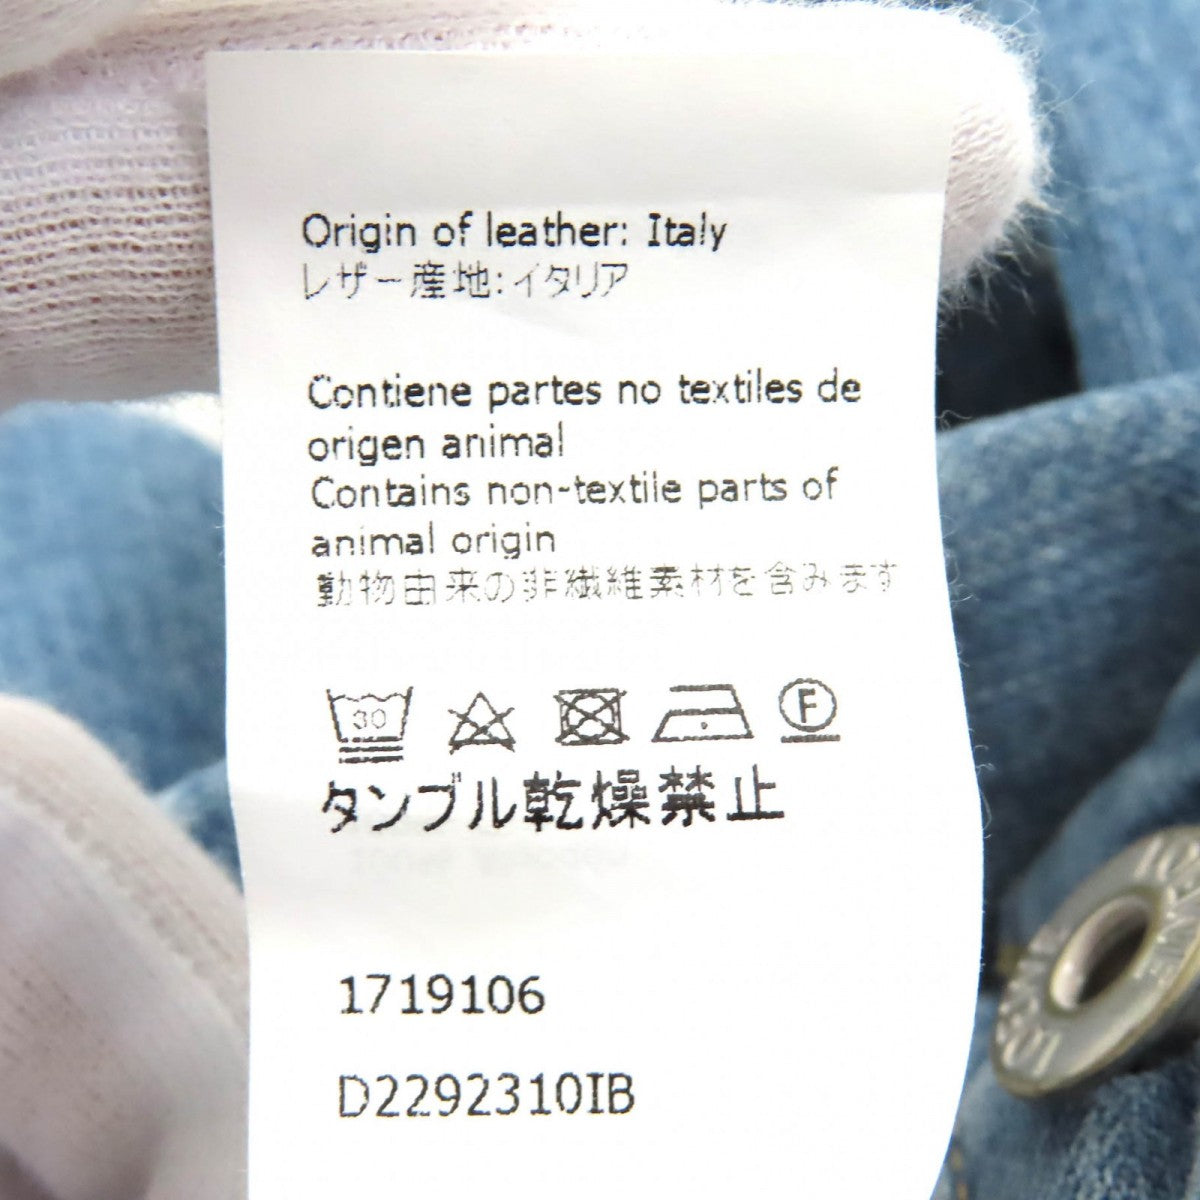 Origin of leather: Italy
レザー産地:イタリア
Contiene partes no textiles de
origen animal
Contains non-textile parts of
animal origin
動物由来の非繊維素材を含みます
30
F
タンブル乾燥禁止
1719106
D2292310IB